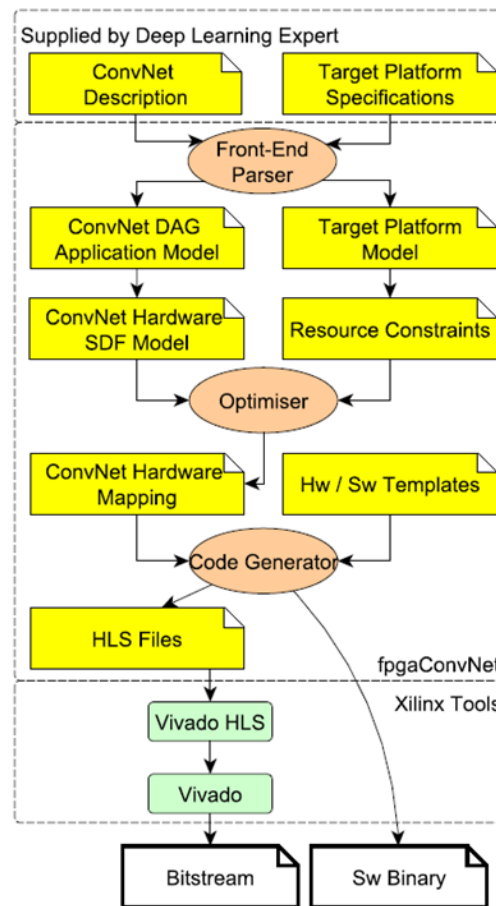 Supplied by Deep Learning Expert
ConvNet
Description
Target Platform
Specifications
Front-End
Parser
ConvNet DAG
Application Model
Target Platform
Model
ConvNet Hardware
SDF Model
Resource Constraints
Optimiser
ConvNet Hardware
Mapping
Hw / Sw Templates
Code Generator
HLS Files
fpgaConvNet
Xilinx Tools
Vivado HLS
Vivado
Bitstream
Sw Binary